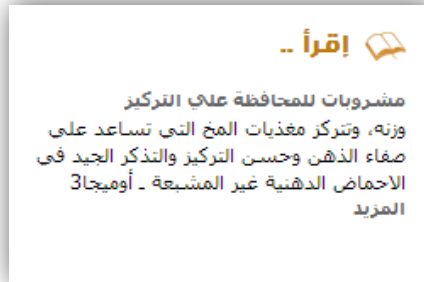 إقرأ ..
مشروبات للمحافظة علي التركيز
وزنه، وتتركز مغذيات المخ التي تساعد علي
صفاء الذهن وحسن التركيز والتذكر الجيد في
الاحماض الدهنية غير المشبعة ـ أوميجا3
المزيد